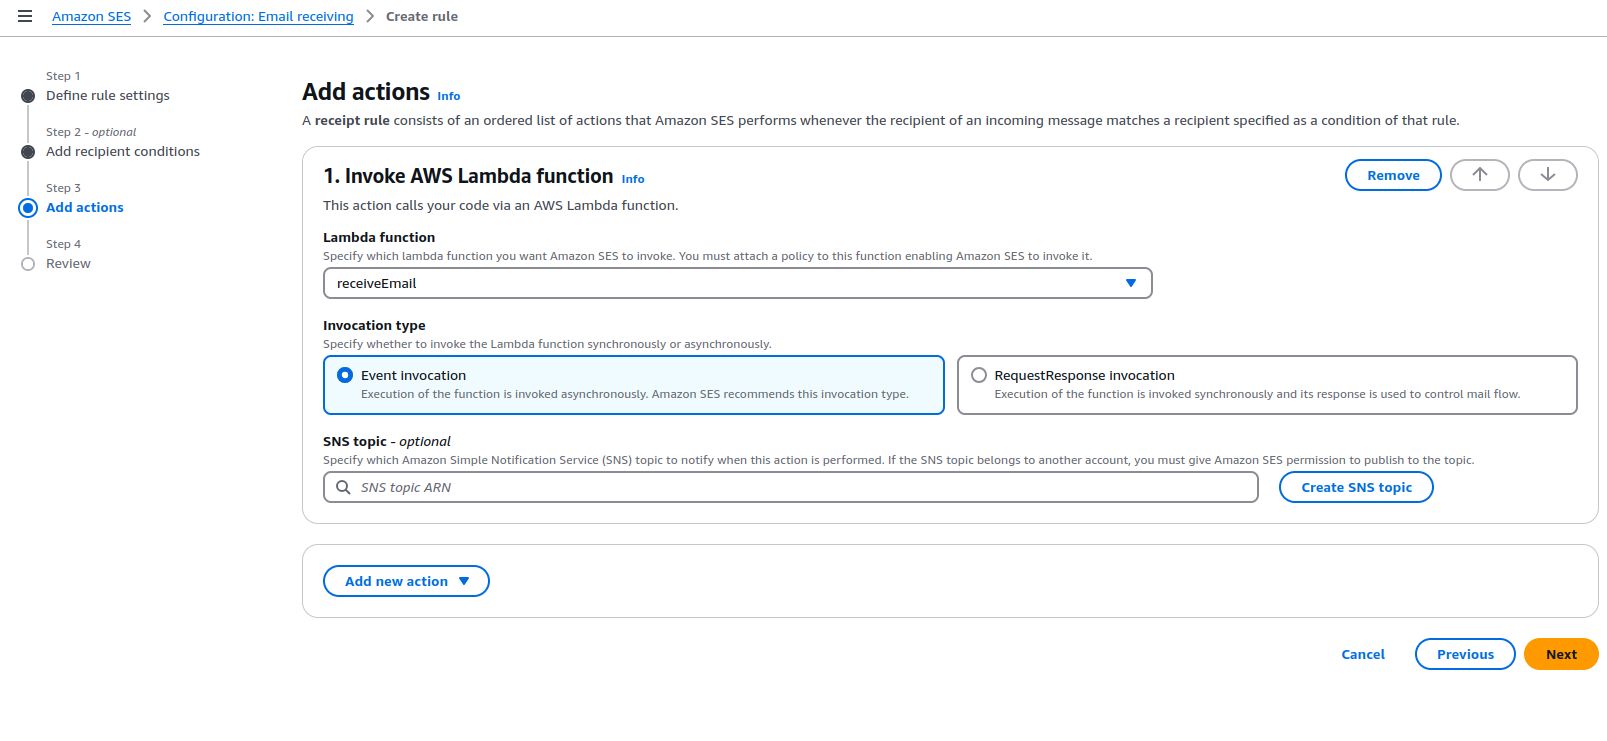 Amazon SES > Configuration: Email receiving > Create rule
Step 1
Define rule settings
Step 2 - optional
Add recipient conditions
Step 3
Add actions
Step 4
Review
Add actions Info
A receipt rule consists of an ordered list of actions that Amazon SES performs whenever the recipient of an incoming message matches a recipient specified as a condition of that rule.
1. Invoke AWS Lambda function Info
Remove
This action calls your code via an AWS Lambda function.
Lambda function
Specify which lambda function you want Amazon SES to invoke. You must attach a policy to this function enabling Amazon SES to invoke it.
receiveEmail
Invocation type
Specify whether to invoke the Lambda function synchronously or asynchronously.
Event invocation
Execution of the function is invoked asynchronously. Amazon SES recommends this invocation type.
RequestResponse invocation
Execution of the function is invoked synchronously and its response is used to control mail flow.
SNS topic - optional
Specify which Amazon Simple Notification Service (SNS) topic to notify when this action is performed. If the SNS topic belongs to another account, you must give Amazon SES permission to publish to the topic.
SNS topic ARN
Create SNS topic
Add new action
Cancel
Previous
Next